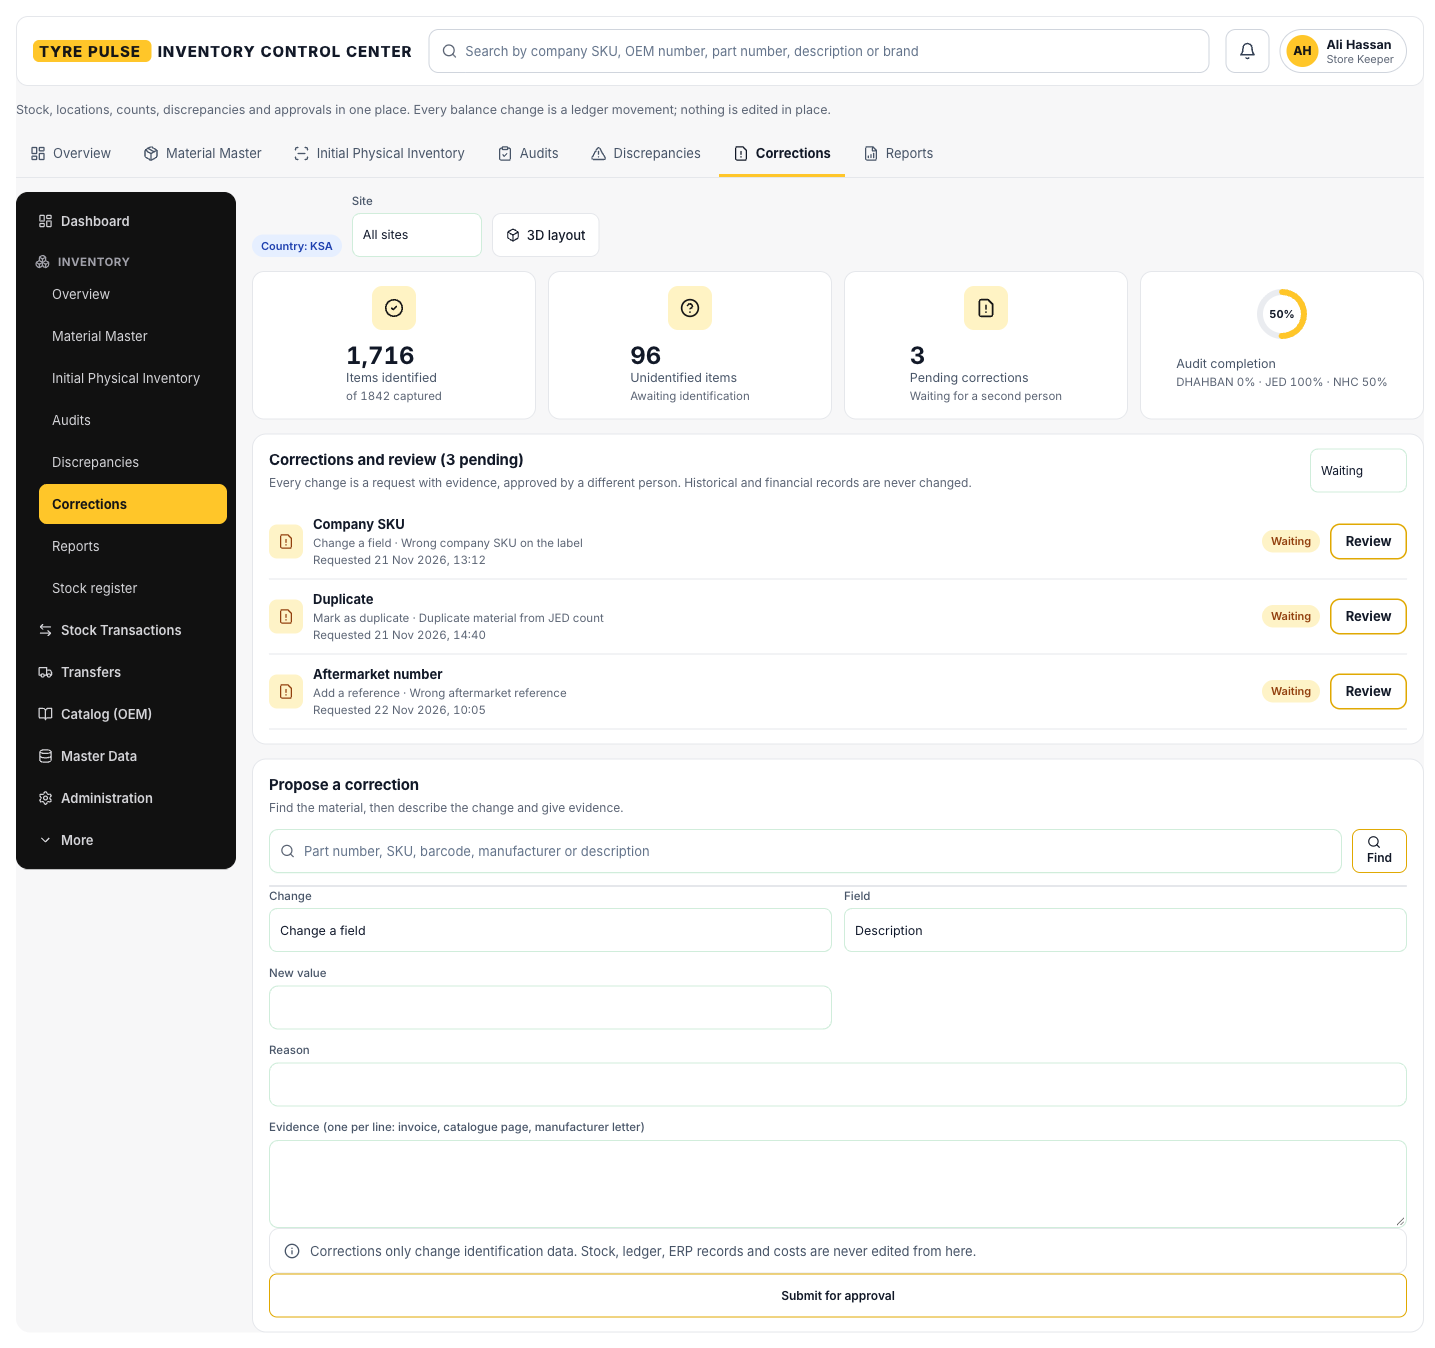 TYRE PULSE INVENTORY CONTROL CENTER
Search by company SKU, OEM number, part number, description or brand
AH
Ali Hassan
Store Keeper
Stock, locations, counts, discrepancies and approvals in one place. Every balance change is a ledger movement; nothing is edited in place.
Overview
Material Master
Initial Physical Inventory
Audits
Discrepancies
Corrections
Reports
Dashboard
INVENTORY
Overview
Material Master
Initial Physical Inventory
Audits
Discrepancies
Corrections
Reports
Stock register
Stock Transactions
Transfers
Catalog (OEM)
Master Data
Administration
More
Country: KSA
Site
All sites
3D layout
1,716
Items identified
of 1842 captured
96
Unidentified items
Awaiting identification
3
Pending corrections
Waiting for a second person
50%
Audit completion
DHAHBAN 0% · JED 100% · NHC 50%
Corrections and review (3 pending)
Every change is a request with evidence, approved by a different person. Historical and financial records are never changed.
Waiting
Company SKU
Change a field · Wrong company SKU on the label
Requested 21 Nov 2026, 13:12
Waiting
Review
Duplicate
Mark as duplicate · Duplicate material from JED count
Requested 21 Nov 2026, 14:40
Waiting
Review
Aftermarket number
Add a reference · Wrong aftermarket reference
Requested 22 Nov 2026, 10:05
Waiting
Review
Propose a correction
Find the material, then describe the change and give evidence.
Part number, SKU, barcode, manufacturer or description
Find
Change
Change a field
Field
Description
New value
Reason
Evidence (one per line: invoice, catalogue page, manufacturer letter)
Corrections only change identification data. Stock, ledger, ERP records and costs are never edited from here.
Submit for approval